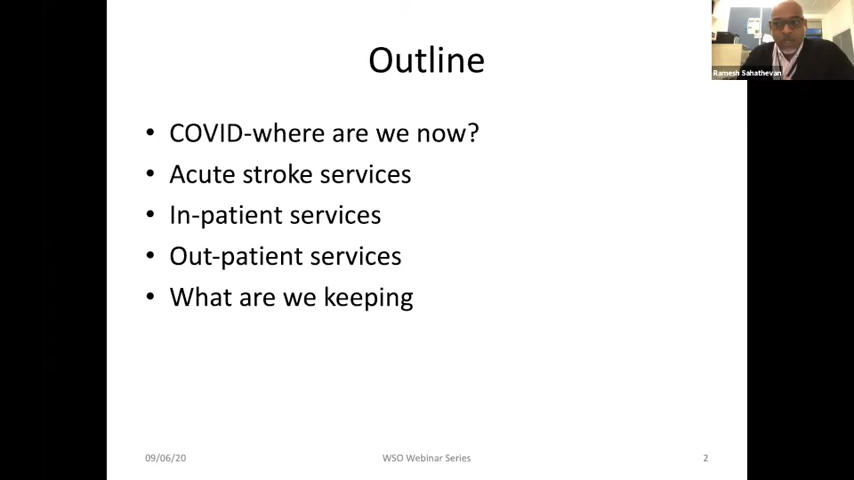 Outline
Ramesh Sahathevan
• COVID-where are we now?
• Acute stroke services
• In-patient services
• Out-patient services
• What are we keeping
09/06/20
WSO Webinar Series
2